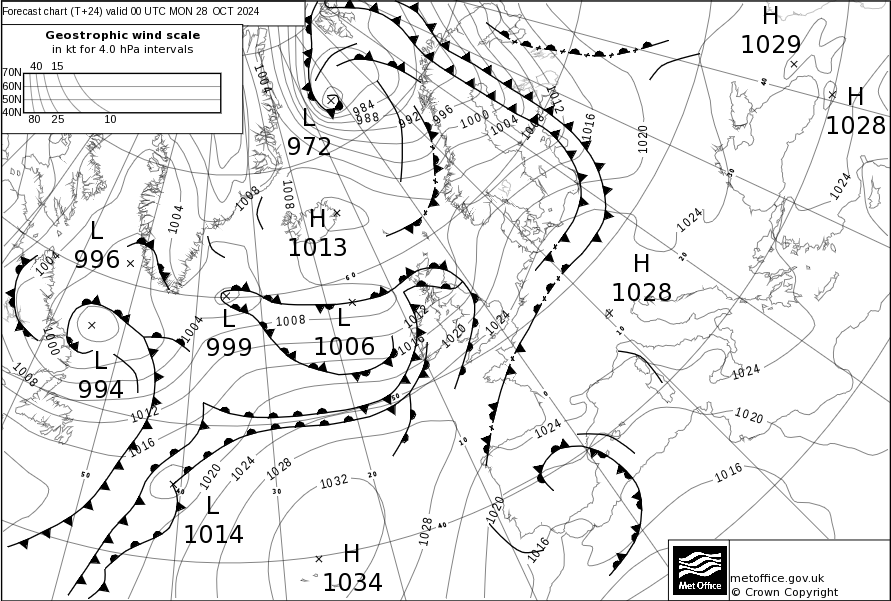 Forecast chart (T+24) valid 00 UTC MON 28 OCT 2024
Geostrophic wind scale
in kt for 4.0 hPa intervals
40 15
70N
60N
50N
40N
80 25 10
L
972
H
1029
H
1028
L
996
H
1013
H
1028
L
999
L
1006
L
994
L
1014
H
1034
984
988
992
996
1000
1004
1008
1012
1016
1020
1004
1008
1008
1004
1004
1000
1008
1004
1008
1012
1016
1012
1016
1020
1024
1020
1024
1028
1032
1028
1020
1016
1024
1024
1024
1024
1020
1016
40
30
20
10
0
10
20
30
40
50
60
50
40
metoffice.gov.uk
© Crown Copyright
Met Office